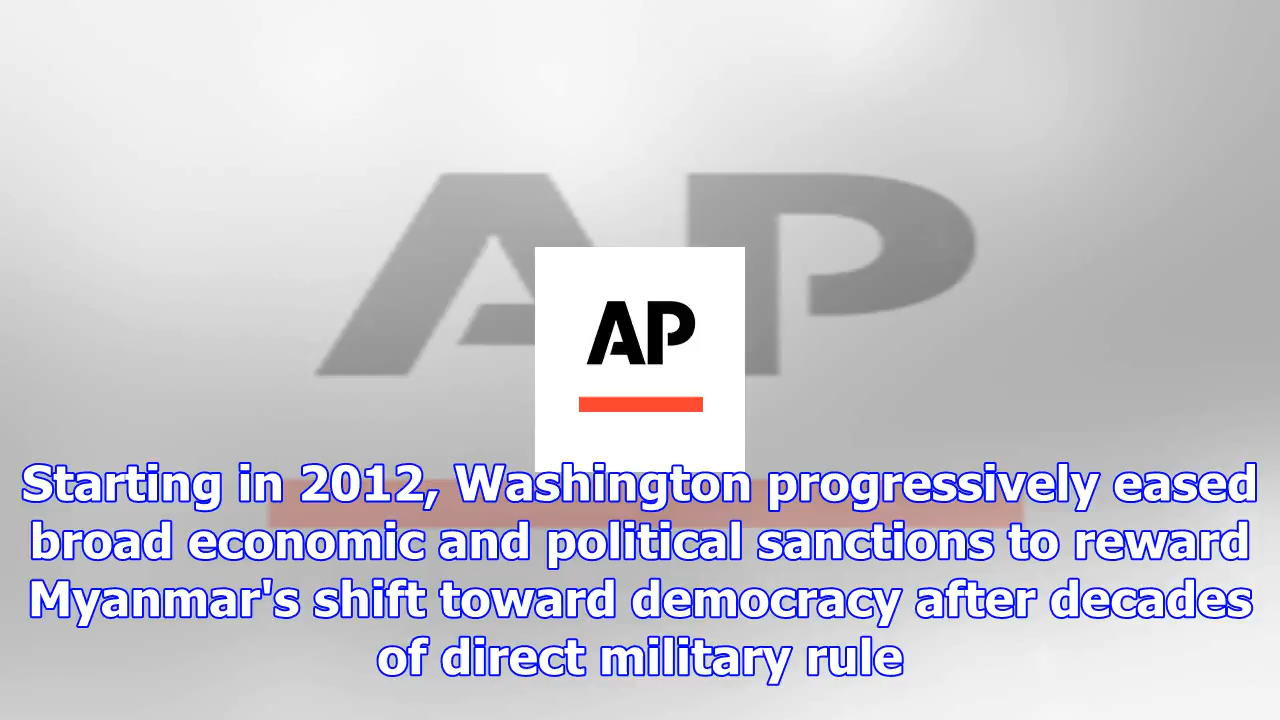 AP
AP
Starting in 2012, Washington progressively eased
broad economic and political sanctions to reward
Myanmar's shift toward democracy after decades
of direct military rule